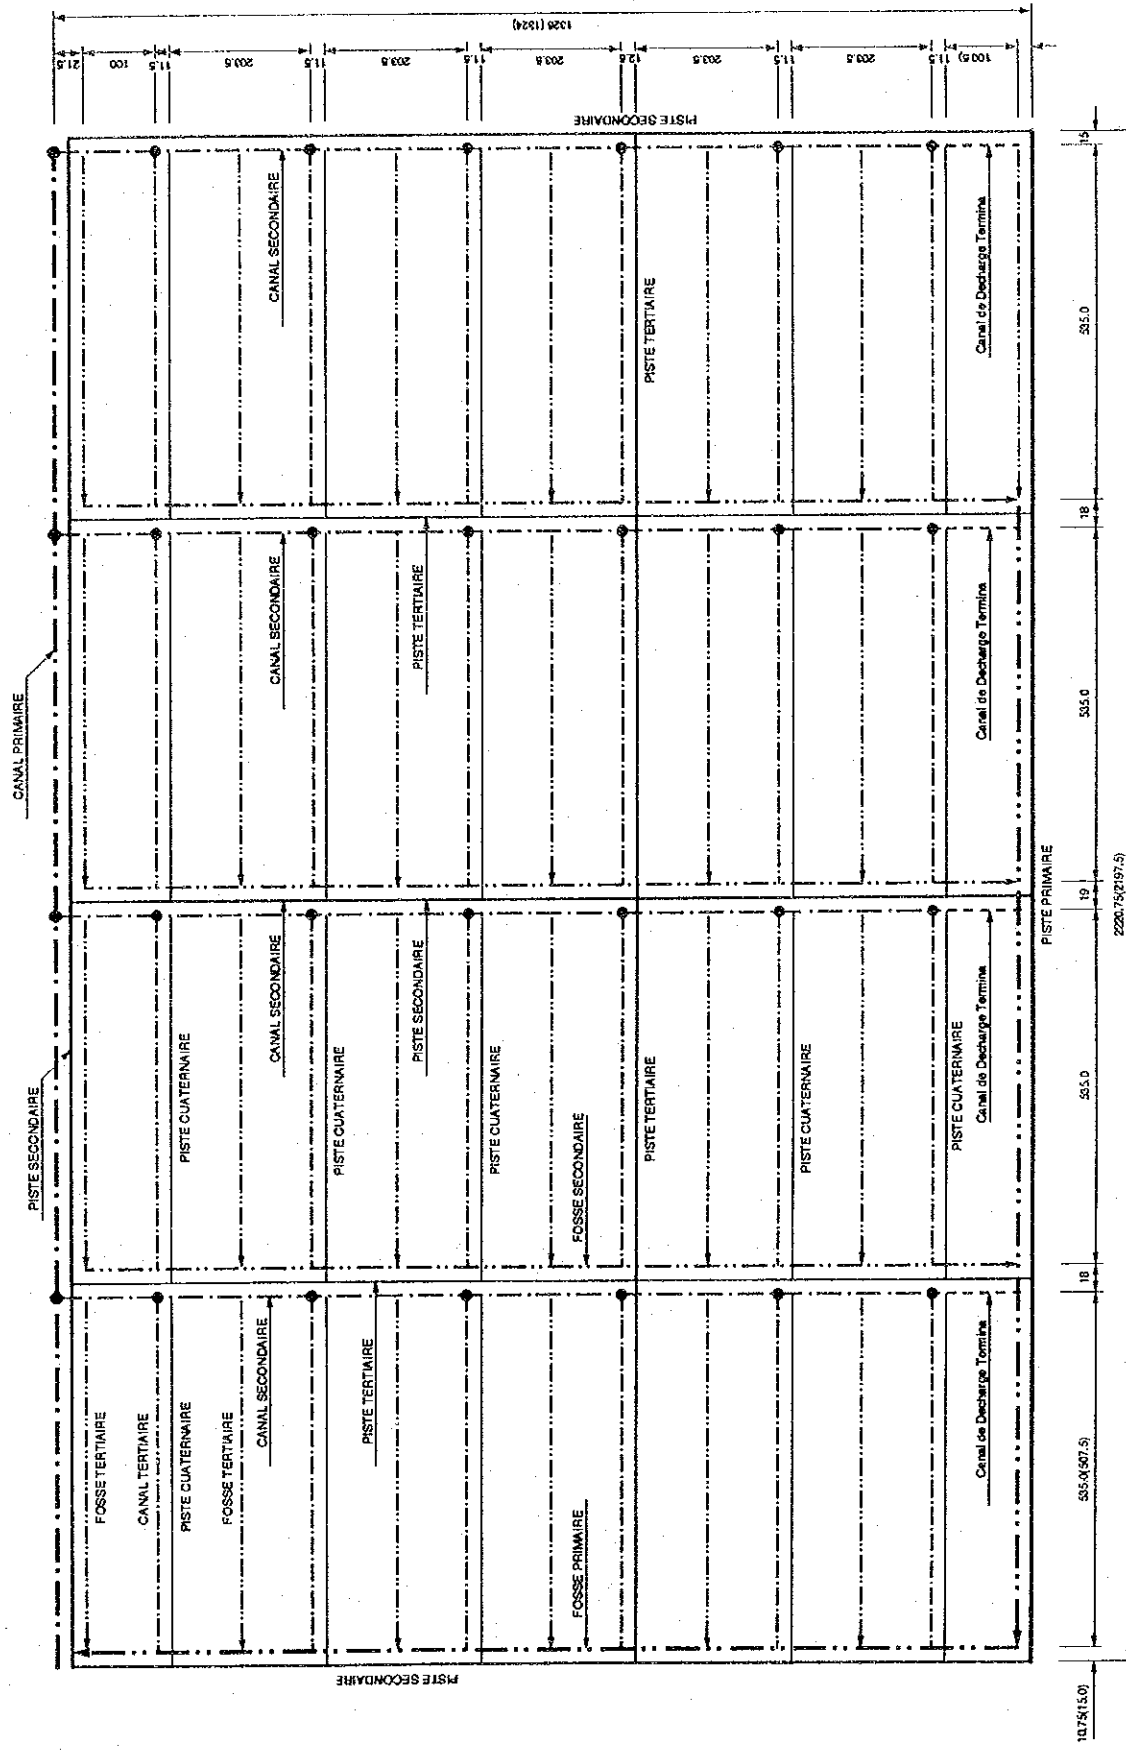 1326 (1324)
21.5
100
11.5
203.5
11.5
203.5
11.5
203.5
12.5
203.5
11.5
203.5
11.5
100.5)
PISTE SECONDAIRE
15
535.0
18
535.0
19
535.0
18
535.0(507.5)
10.75(15.0)
2220.75(2197.5)
CANAL PRIMAIRE
PISTE SECONDAIRE
CANAL SECONDAIRE
PISTE TERTIAIRE
Canal de Decharge Termina
CANAL SECONDAIRE
PISTE TERTIAIRE
Canal de Decharge Termina
PISTE CUATERNAIRE
CANAL SECONDAIRE
PISTE CUATERNAIRE
PISTE SECONDAIRE
PISTE CUATERNAIRE
FOSSE SECONDAIRE
PISTE TERTIAIRE
PISTE CUATERNAIRE
PISTE CUATERNAIRE
Canal de Decharge Termina
PISTE PRIMAIRE
FOSSE TERTIAIRE
CANAL TERTIAIRE
PISTE CUATERNAIRE
FOSSE TERTIAIRE
CANAL SECONDAIRE
PISTE TERTIAIRE
FOSSE PRIMAIRE
Canal de Decharge Termina
PISTE SECONDAIRE